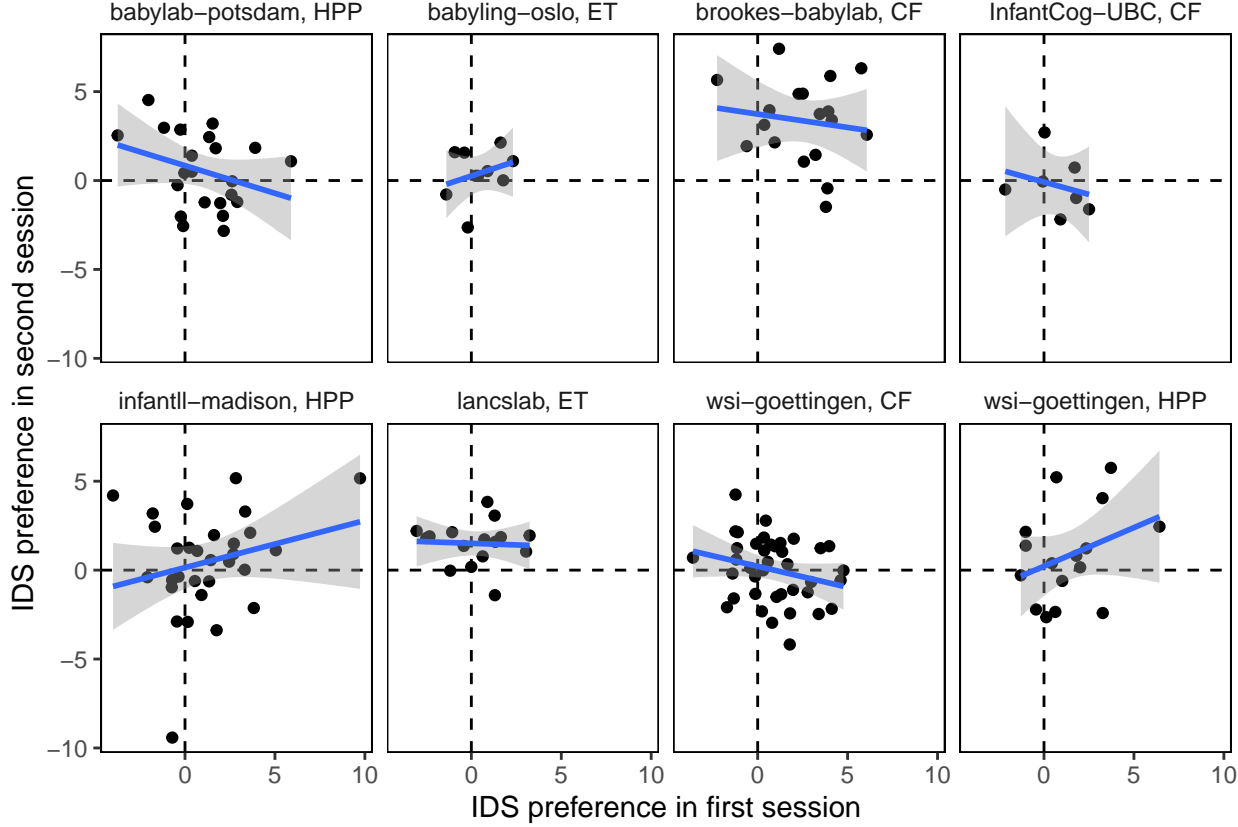 babylab−potsdam, HPP
babyling−oslo, ET
brookes−babylab, CF
InfantCog−UBC, CF
5
0
−5
−10
infantll−madison, HPP
lancslab, ET
wsi−goettingen, CF
wsi−goettingen, HPP
5
0
−5
−10
0 5 10
0 5 10
0 5 10
0 5 10
IDS preference in first session
IDS preference in second session